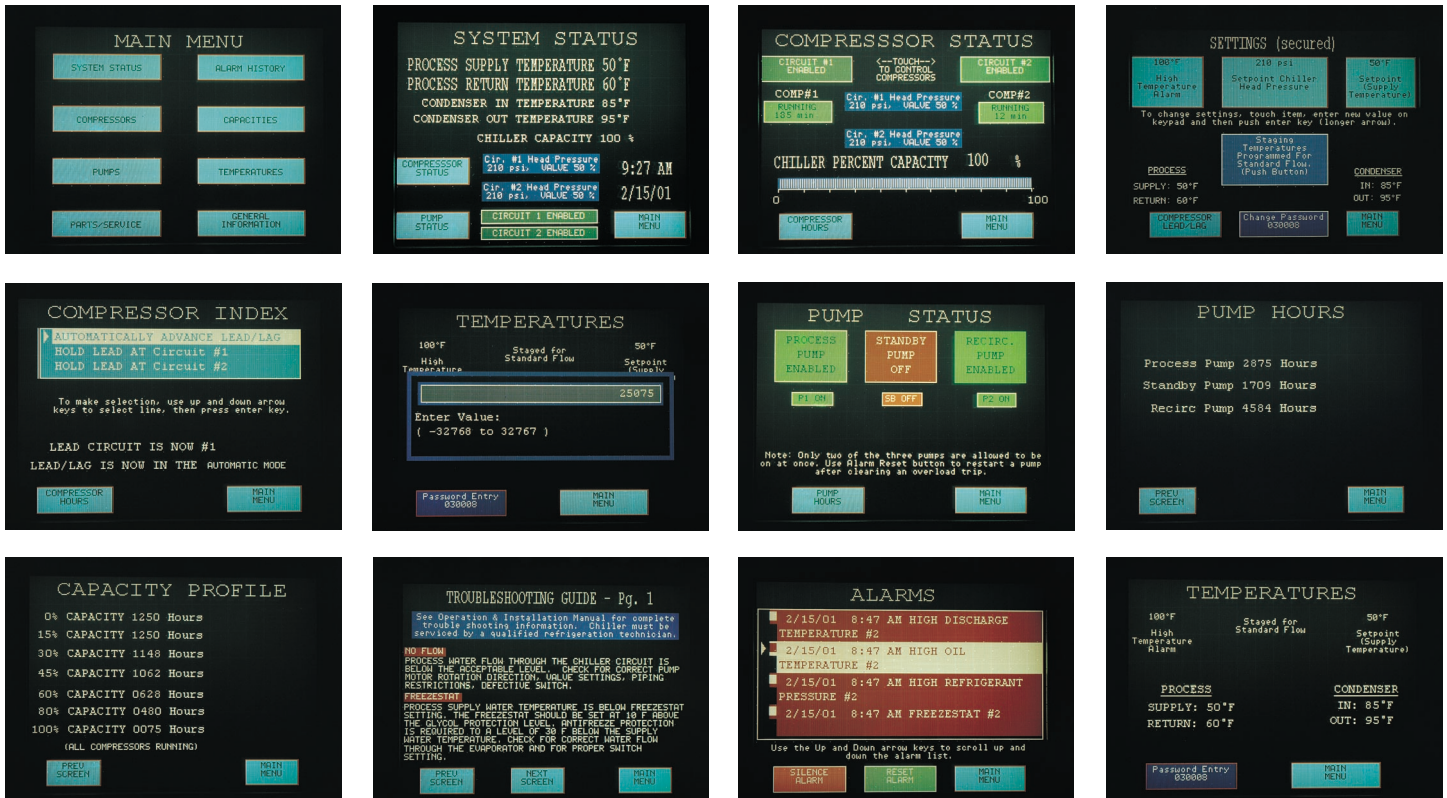 MAIN MENU
SYSTEM STATUS
ALARM HISTORY
COMPRESSORS
CAPACITIES
PUMPS
TEMPERATURES
PARTS/SERVICE
GENERAL
INFORMATION
SYSTEM STATUS
PROCESS SUPPLY TEMPERATURE 50°F
PROCESS RETURN TEMPERATURE 60°F
CONDENSER IN TEMPERATURE 85°F
CONDENSER OUT TEMPERATURE 95°F
CHILLER CAPACITY 100 %
COMPRESSSOR
STATUS
Cir. #1 Head Pressure
210 psi, VALUE 50 %
9:27 AM
Cir. #2 Head Pressure
210 psi, VALUE 50 %
2/15/01
PUMP
STATUS
CIRCUIT 1 ENABLED
CIRCUIT 2 ENABLED
MAIN
MENU
COMPRESSSOR STATUS
CIRCUIT #1
ENABLED
<--TOUCH-->
TO CONTROL
COMPRESSORS
CIRCUIT #2
ENABLED
COMP#1
RUNNING
105 min
Cir. #1 Head Pressure
210 psi, VALUE 50 %
COMP#2
RUNNING
12 min
Cir. #2 Head Pressure
210 psi, VALUE 50 %
CHILLER PERCENT CAPACITY 100 %
0 100
COMPRESSOR
HOURS
MAIN
MENU
SETTINGS (secured)
100°F
High
Temperature
Alarm
210 psi
Setpoint Chiller
Head Pressure
50°F
Setpoint
(Supply
Temperature)
To change settings, touch item, enter new value on
keypad and then push enter key (longer arrow).
Staging
Temperatures
Programmed For
Standard Flow.
(Push Button)
PROCESS
SUPPLY: 50°F
RETURN: 60°F
CONDENSER
IN: 85°F
OUT: 95°F
COMPRESSOR
LEAD/LAG
Change Password
030008
MAIN
MENU
COMPRESSOR INDEX
AUTOMATICALLY ADVANCE LEAD/LAG
HOLD LEAD AT Circuit #1
HOLD LEAD AT Circuit #2
To make selection, use up and down arrow
keys to select line, then press enter key.
LEAD CIRCUIT IS NOW #1
LEAD/LAG IS NOW IN THE AUTOMATIC MODE
COMPRESSOR
HOURS
MAIN
MENU
TEMPERATURES
100°F
High
Temperature
Staged for
Standard Flow
50°F
Setpoint
(Supply
25075
Enter Value:
( -32768 to 32767 )
Password Entry
030008
MAIN
MENU
PUMP STATUS
PROCESS
PUMP
ENABLED
STANDBY
PUMP
OFF
RECIRC.
PUMP
ENABLED
P1 ON
SB OFF
P2 ON
Note: Only two of the three pumps are allowed to be
on at once. Use Alarm Reset button to restart a pump
after clearing an overload trip.
PUMP
HOURS
MAIN
MENU
PUMP HOURS
Process Pump 2875 Hours
Standby Pump 1709 Hours
Recirc Pump 4584 Hours
PREV
SCREEN
MAIN
MENU
CAPACITY PROFILE
0% CAPACITY 1250 Hours
15% CAPACITY 1250 Hours
30% CAPACITY 1148 Hours
45% CAPACITY 1062 Hours
60% CAPACITY 0628 Hours
80% CAPACITY 0480 Hours
100% CAPACITY 0075 Hours
(ALL COMPRESSORS RUNNING)
PREV
SCREEN
MAIN
MENU
TROUBLESHOOTING GUIDE - Pg. 1
See Operation & Installation Manual for complete
trouble shooting information. Chiller must be
serviced by a qualified refrigeration technician.
NO FLOW
PROCESS WATER FLOW THROUGH THE CHILLER CIRCUIT IS
BELOW THE ACCEPTABLE LEVEL. CHECK FOR CORRECT PUMP
MOTOR ROTATION DIRECTION, VALUE SETTINGS, PIPING
RESTRICTIONS, DEFECTIVE SWITCH.
FREEZESTAT
PROCESS SUPPLY WATER TEMPERATURE IS BELOW FREEZESTAT
SETTING. THE FREEZESTAT SHOULD BE SET AT 10 F ABOVE
THE GLYCOL PROTECTION LEVEL. ANTIFREEZE PROTECTION
IS REQUIRED TO A LEVEL OF 30 F BELOW THE SUPPLY
WATER TEMPERATURE. CHECK FOR CORRECT WATER FLOW
THROUGH THE EVAPORATOR AND FOR PROPER SWITCH
SETTING.
PREV
SCREEN
NEXT
SCREEN
MAIN
MENU
ALARMS
2/15/01 8:47 AM HIGH DISCHARGE
TEMPERATURE #2
2/15/01 8:47 AM HIGH OIL
TEMPERATURE #2
2/15/01 8:47 AM HIGH REFRIGERANT
PRESSURE #2
2/15/01 8:47 AM FREEZESTAT #2
Use the Up and Down arrow keys to scroll up and
down the alarm list.
SILENCE
ALARM
RESET
ALARM
MAIN
MENU
TEMPERATURES
100°F
High
Temperature
Alarm
Staged for
Standard Flow
50°F
Setpoint
(Supply
Temperature)
PROCESS
SUPPLY: 50°F
RETURN: 60°F
CONDENSER
IN: 85°F
OUT: 95°F
Password Entry
030008
MAIN
MENU